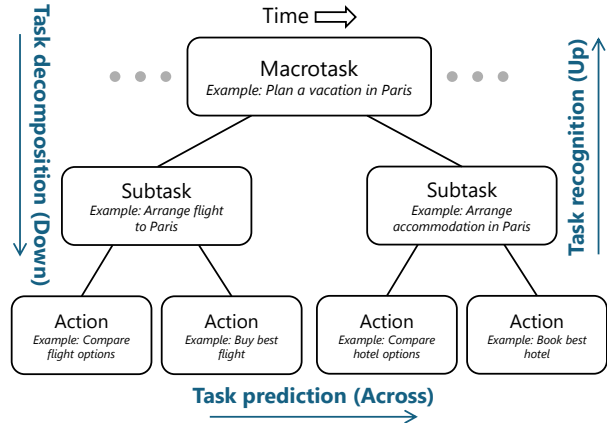 Time
Task decomposition (Down)
Macrotask
Example: Plan a vacation in Paris
Task recognition (Up)
Subtask
Example: Arrange flight
to Paris
Subtask
Example: Arrange
accommodation in Paris
Action
Example: Compare
flight options
Action
Example: Buy best
flight
Action
Example: Compare
hotel options
Action
Example: Book best
hotel
Task prediction (Across)